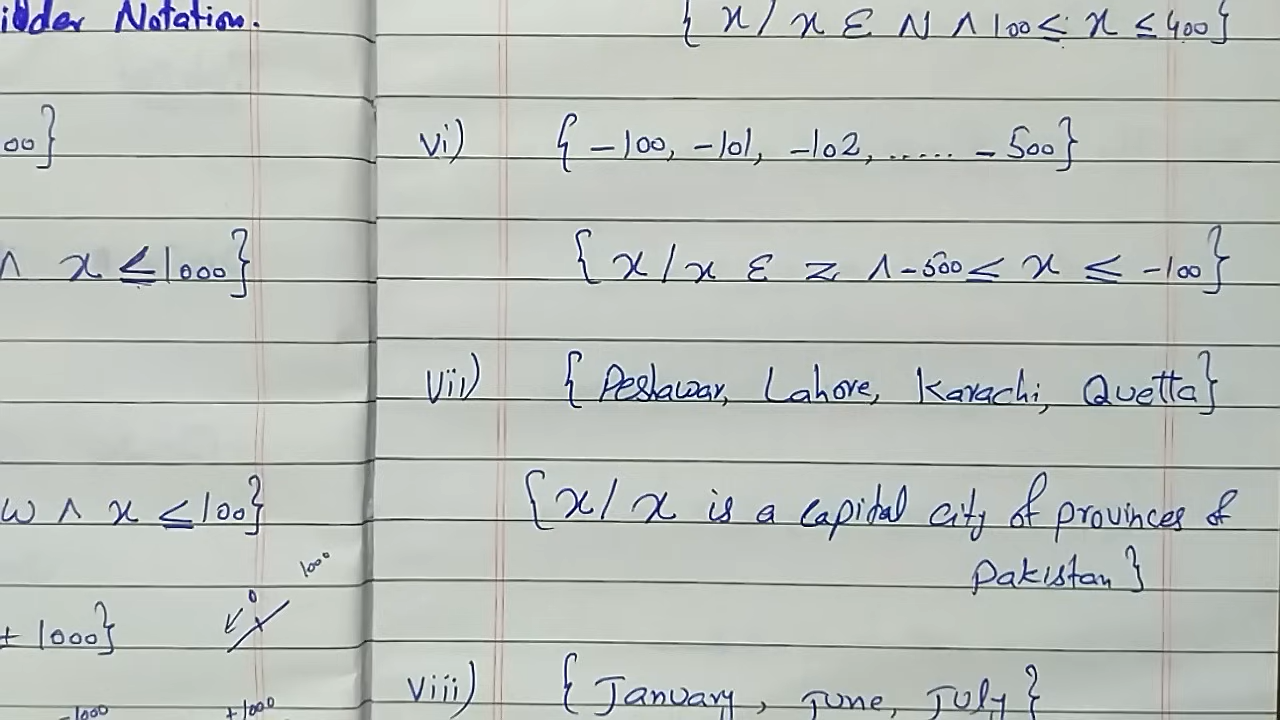 ilder Notation.
00}
∧ x ≤ 1000}
W ∧ x ≤ 100}
1000
0
± 1000}
-1000 +1000
{ x / x ε N ∧ 100 ≤ x ≤ 400}
vi) { -100, -101, -102, ..... -500}
{ x / x ε Z ∧ -500 ≤ x ≤ -100}
vii) { Peshawar, Lahore, Karachi, Quetta}
{ x / x is a capital city of provinces of
Pakistan }
viii) { January, June, July }